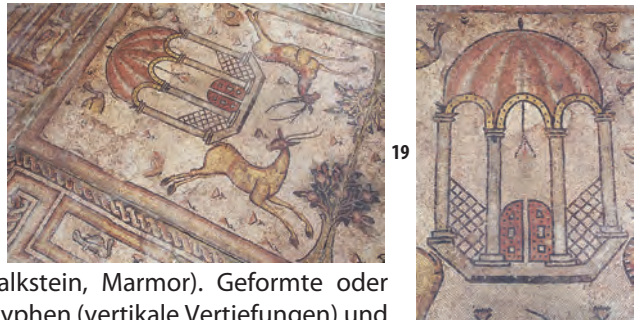 19
alkstein, Marmor). Geformte oder
yphen (vertikale Vertiefungen) und